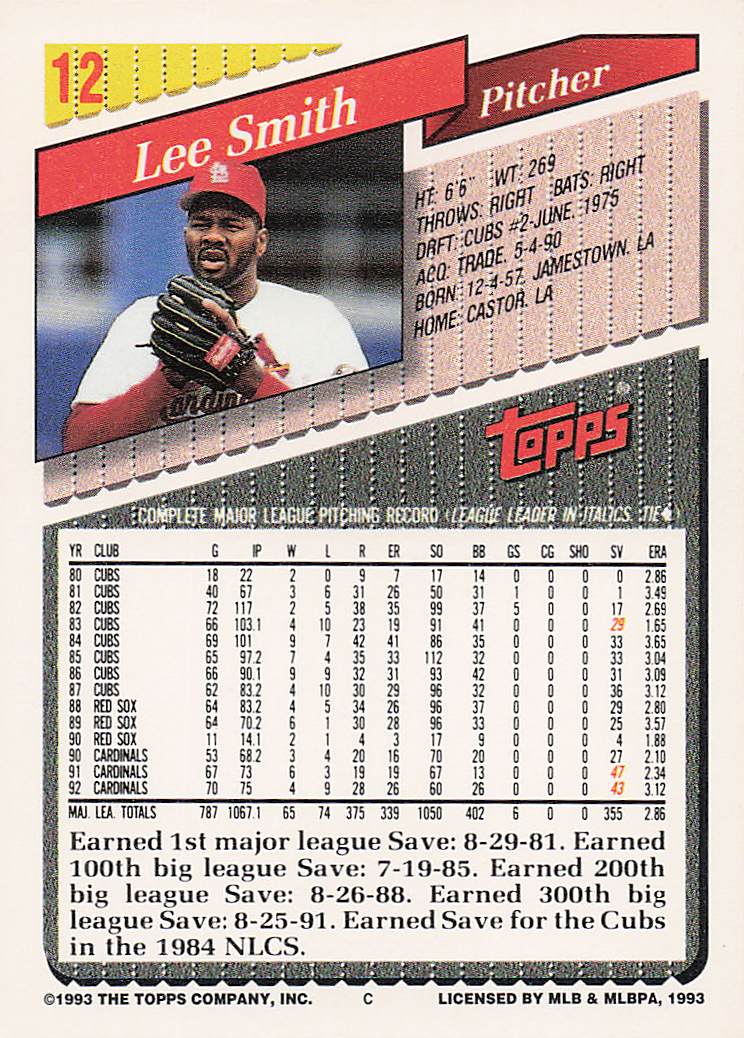 12
Lee Smith
Pitcher
HT: 6'6" WT: 269
THROWS: RIGHT BATS: RIGHT
DRFT: CUBS #2-JUNE, 1975
ACQ: TRADE, 5-4-90
BORN: 12-4-57, JAMESTOWN, LA
HOME: CASTOR, LA
Topps ®
COMPLETE MAJOR LEAGUE PITCHING RECORD (LEAGUE LEADER IN ITALICS, TIE◆)
YR CLUB G IP W L R ER SO BB GS CG SHO SV ERA
80 CUBS 18 22 2 0 9 7 17 14 0 0 0 0 2.86
81 CUBS 40 67 3 6 31 26 50 31 1 0 0 1 3.49
82 CUBS 72 117 2 5 38 35 99 37 5 0 0 17 2.69
83 CUBS 66 103.1 4 10 23 19 91 41 0 0 0 29 1.65
84 CUBS 69 101 9 7 42 41 86 35 0 0 0 33 3.65
85 CUBS 65 97.2 7 4 35 33 112 32 0 0 0 33 3.04
86 CUBS 66 90.1 9 9 32 31 93 42 0 0 0 31 3.09
87 CUBS 62 83.2 4 10 30 29 96 32 0 0 0 36 3.12
88 RED SOX 64 83.2 4 5 34 26 96 37 0 0 0 29 2.80
89 RED SOX 64 70.2 6 1 30 28 96 33 0 0 0 25 3.57
90 RED SOX 11 14.1 2 1 4 3 17 9 0 0 0 4 1.88
90 CARDINALS 53 68.2 3 4 20 16 70 20 0 0 0 27 2.10
91 CARDINALS 67 73 6 3 19 19 67 13 0 0 0 47 2.34
92 CARDINALS 70 75 4 9 28 26 60 26 0 0 0 43 3.12
MAJ. LEA. TOTALS 787 1067.1 65 74 375 339 1050 402 6 0 0 355 2.86
Earned 1st major league Save: 8-29-81. Earned
100th big league Save: 7-19-85. Earned 200th
big league Save: 8-26-88. Earned 300th big
league Save: 8-25-91. Earned Save for the Cubs
in the 1984 NLCS.
©1993 THE TOPPS COMPANY, INC. C LICENSED BY MLB & MLBPA, 1993